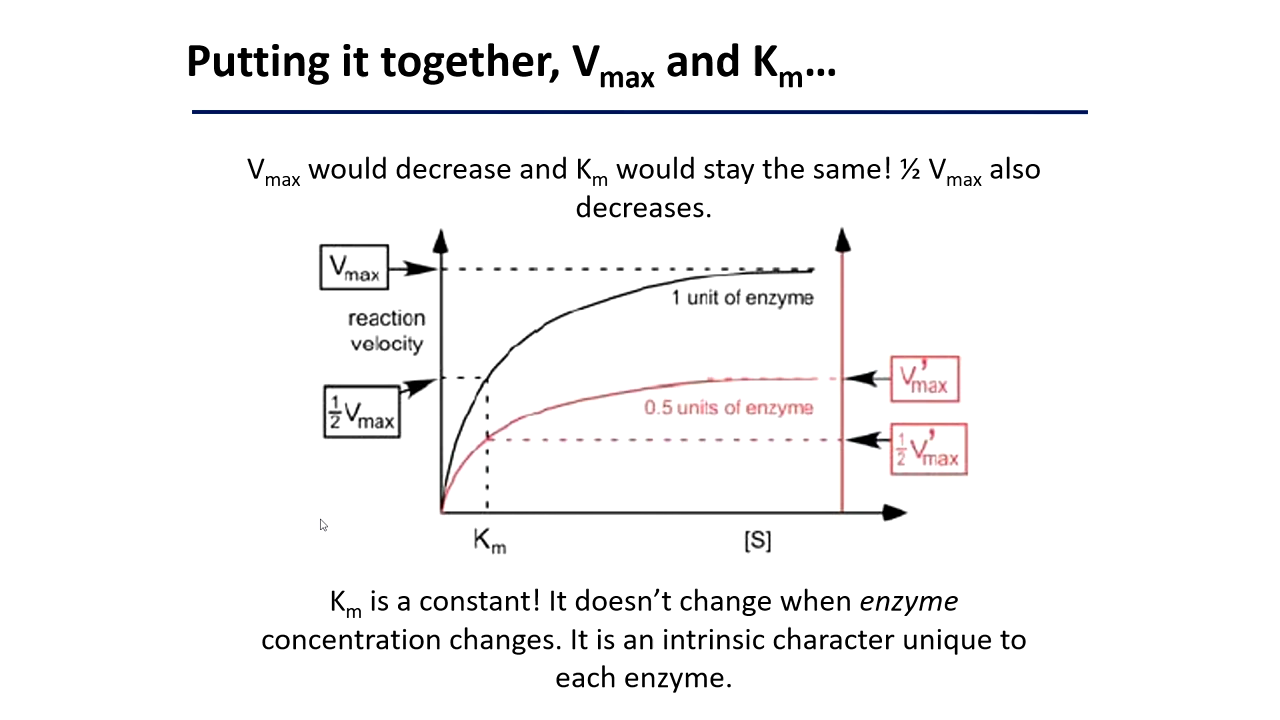 Putting it together, Vmax and Km…
Vmax would decrease and Km would stay the same! ½ Vmax also
decreases.
Vmax
1 unit of enzyme
reaction
velocity
½Vmax
V'max
0.5 units of enzyme
½V'max
Km
[S]
Km is a constant! It doesn’t change when enzyme
concentration changes. It is an intrinsic character unique to
each enzyme.